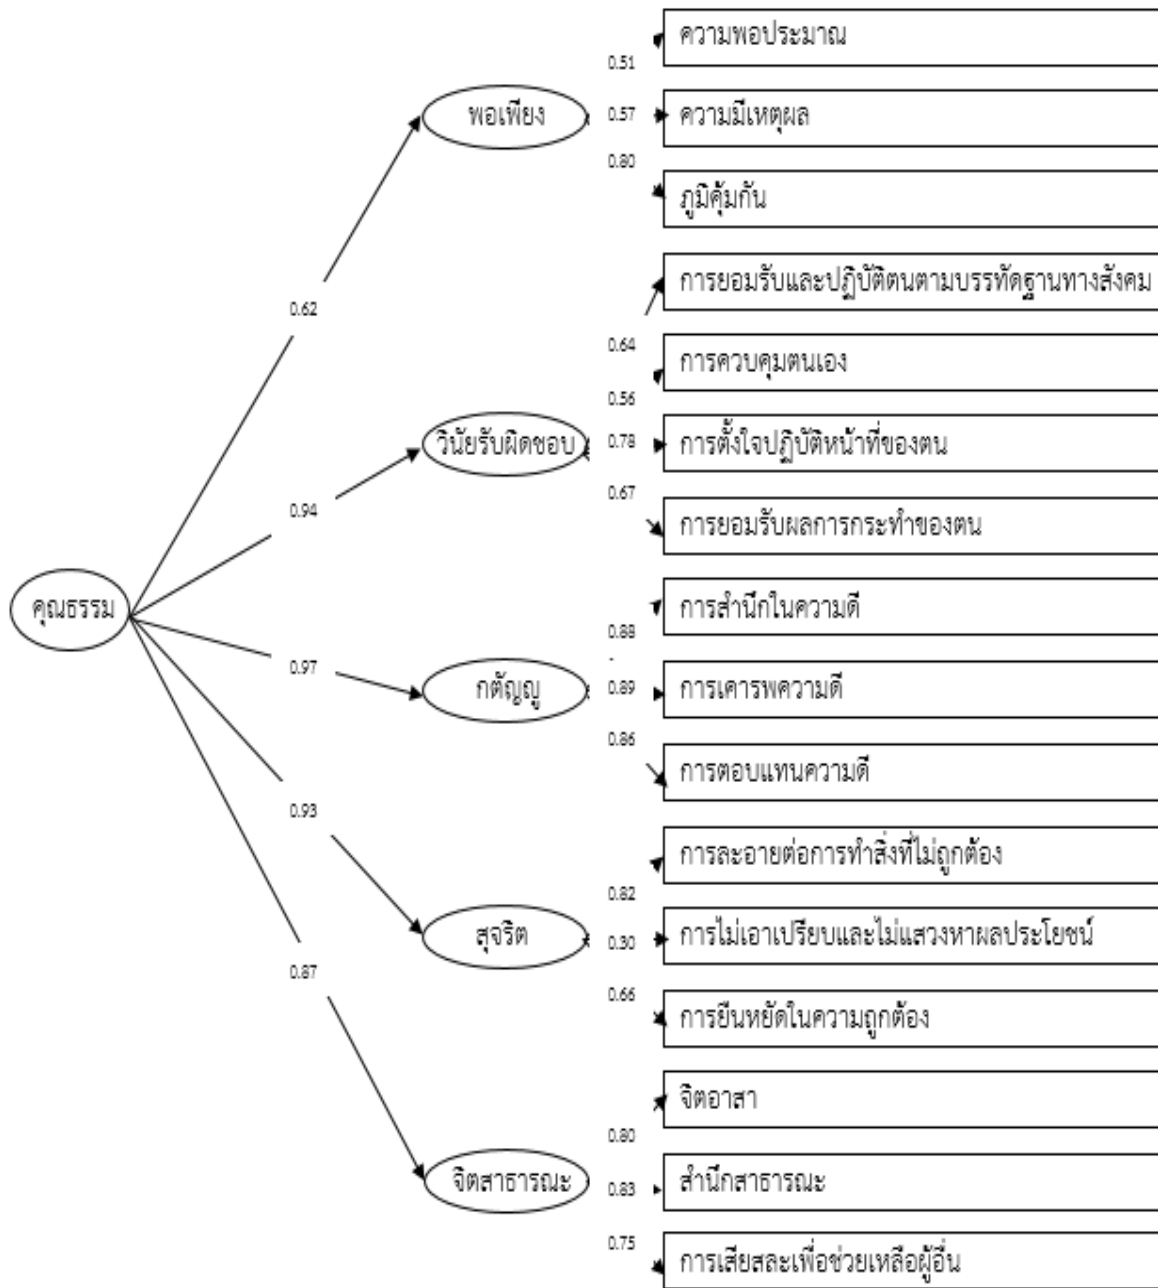 ความพอประมาณ
0.51
พอเพียง
0.57
ความมีเหตุผล
0.80
ภูมิคุ้มกัน
0.62
การยอมรับและปฏิบัติตนตามบรรทัดฐานทางสังคม
0.64
การควบคุมตนเอง
0.56
วินัยรับผิดชอบ
0.78
การตั้งใจปฏิบัติหน้าที่ของตน
0.67
การยอมรับผลการกระทำของตน
0.94
คุณธรรม
การสำนึกในความดี
0.88
0.97
กตัญญู
0.89
การเคารพความดี
0.86
การตอบแทนความดี
0.93
การละอายต่อการทำสิ่งที่ไม่ถูกต้อง
0.82
สุจริต
0.30
การไม่เอาเปรียบและไม่แสวงหาผลประโยชน์
0.66
การยืนหยัดในความถูกต้อง
0.87
จิตอาสา
0.80
จิตสาธารณะ
0.83
สำนึกสาธารณะ
0.75
การเสียสละเพื่อช่วยเหลือผู้อื่น